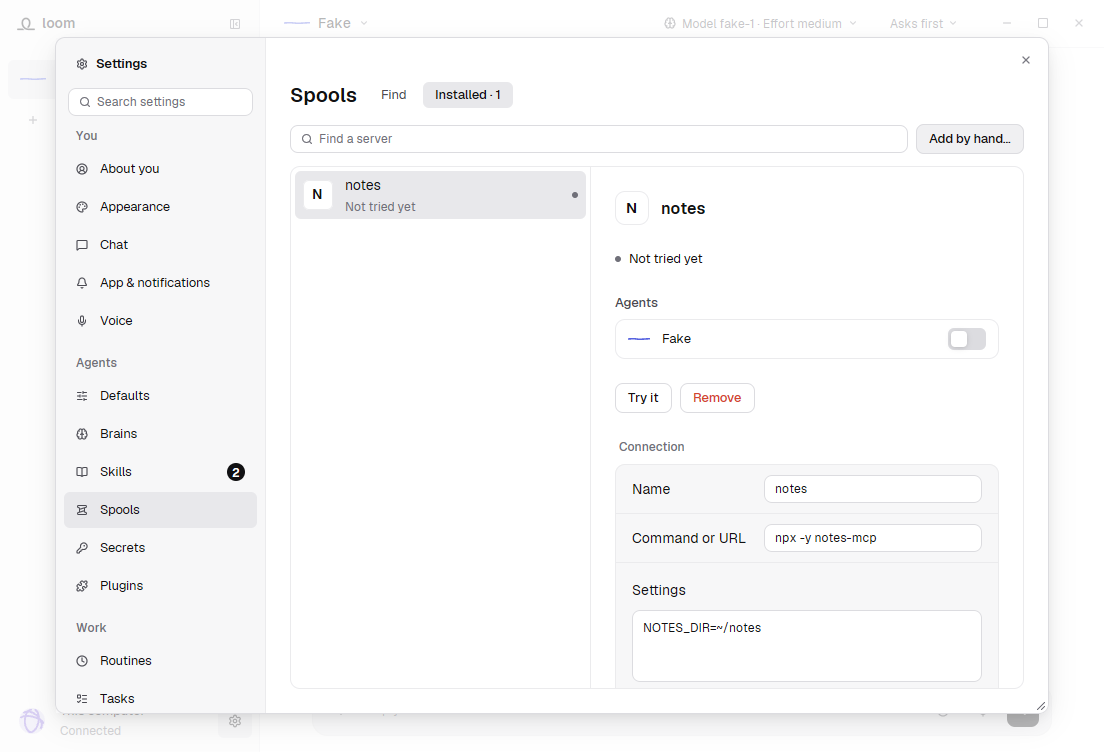 loom
Fake
Model fake-1 · Effort medium
Asks first
Settings
Search settings
You
About you
Appearance
Chat
App & notifications
Voice
Agents
Defaults
Brains
Skills
2
Spools
Secrets
Plugins
Work
Routines
Tasks
Connected
Spools
Find
Installed · 1
Find a server
Add by hand...
N
notes
Not tried yet
N
notes
Not tried yet
Agents
Fake
Try it
Remove
Connection
Name
notes
Command or URL
npx -y notes-mcp
Settings
NOTES_DIR=~/notes